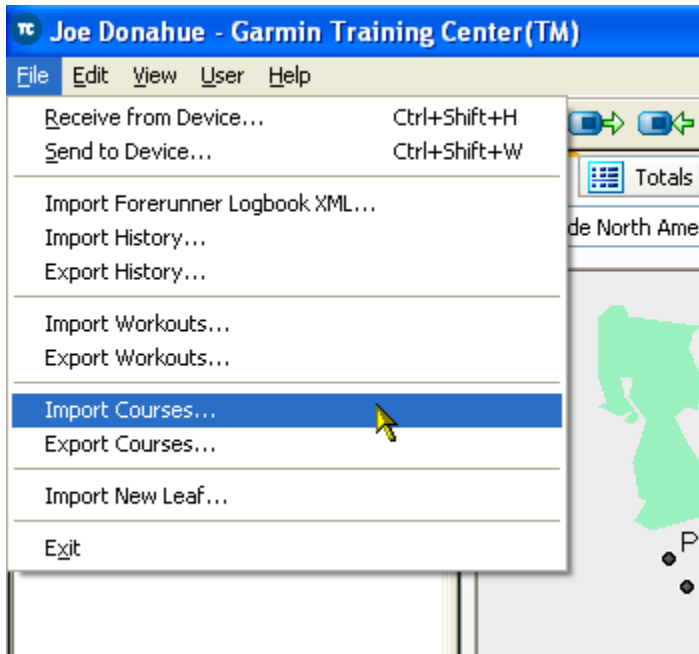 TC Joe Donahue - Garmin Training Center(TM)
File Edit View User Help
Receive from Device... Ctrl+Shift+H
Send to Device... Ctrl+Shift+W
Totals
Import Forerunner Logbook XML...
de North Ame
Import History...
Export History...
Import Workouts...
Export Workouts...
Import Courses...
Export Courses...
Import New Leaf...
Exit
P